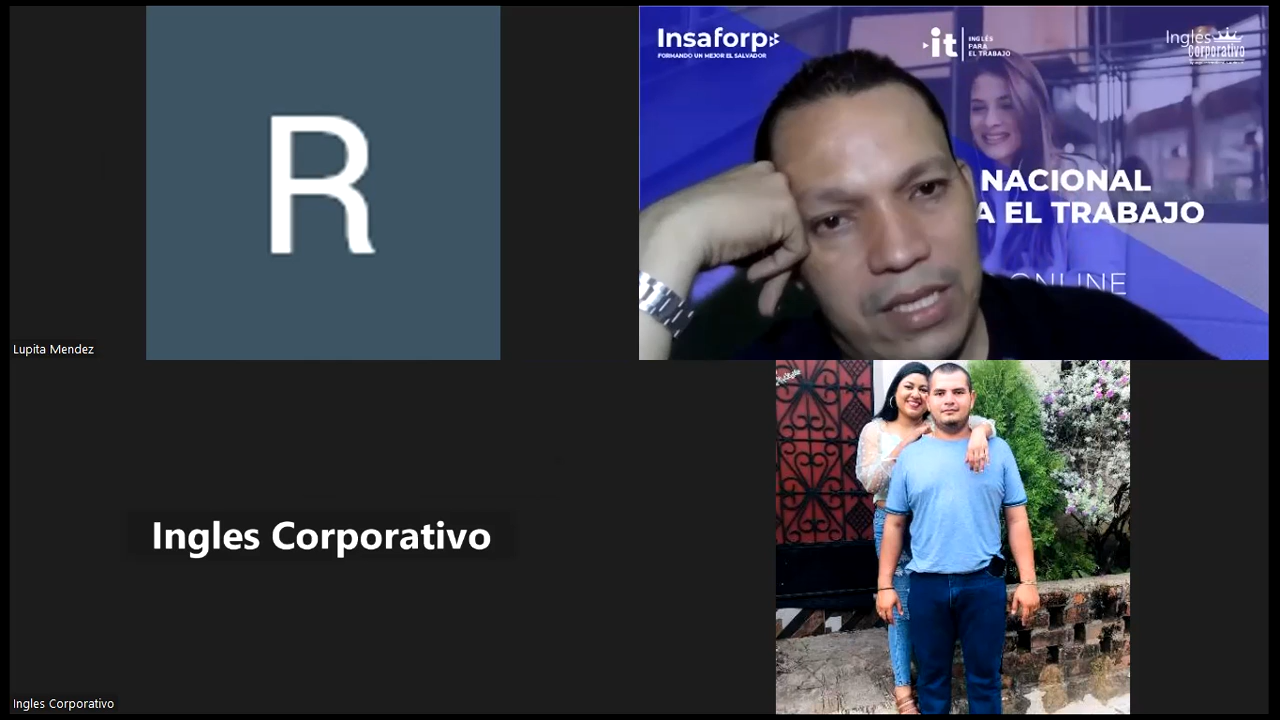 R
Lupita Mendez
Insaforp
FORMANDO UN MEJOR EL SALVADOR
it
INGLÉS
PARA
EL TRABAJO
Inglés
Corporativo
NACIONAL
A EL TRABAJO
ONLINE
Ingles Corporativo
Ingles Corporativo